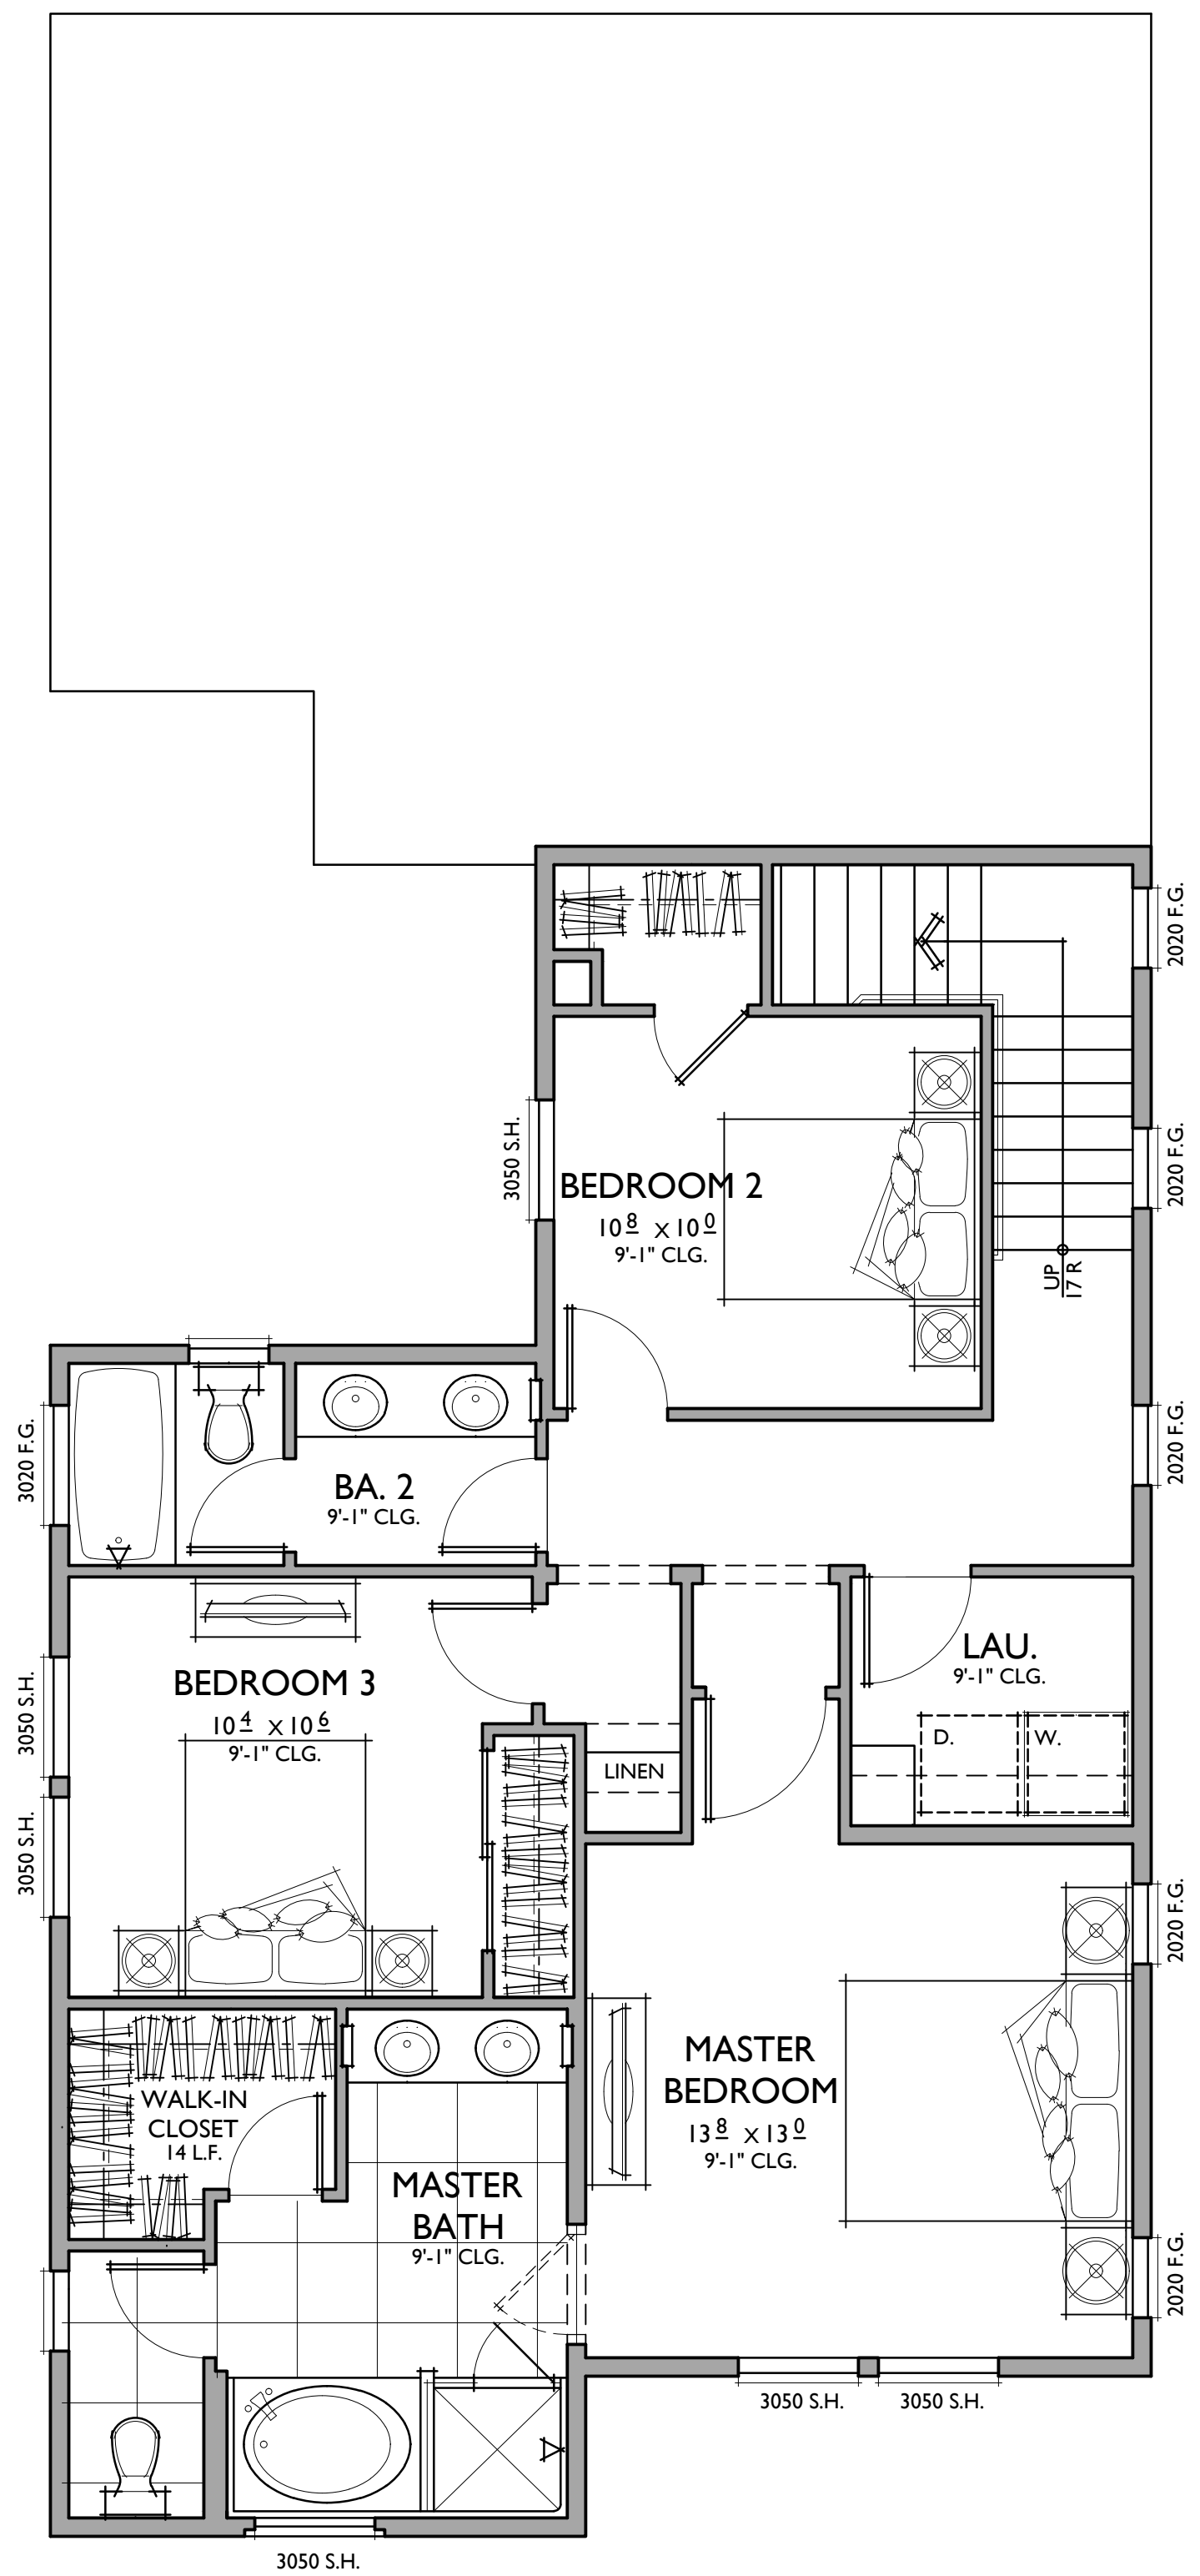 2020 F.G.
3050 S.H.
2020 F.G.
BEDROOM 2
10 8 X 10 0
9'-1" CLG.
UP
17 R
3020 F.G.
2020 F.G.
BA. 2
9'-1" CLG.
LAU.
9'-1" CLG.
3050 S.H.
BEDROOM 3
10 4 X 10 6
9'-1" CLG.
D.
W.
LINEN
3050 S.H.
2020 F.G.
MASTER
BEDROOM
13 8 X 13 0
9'-1" CLG.
WALK-IN
CLOSET
14 L.F.
MASTER
BATH
9'-1" CLG.
2020 F.G.
3050 S.H.
3050 S.H.
3050 S.H.